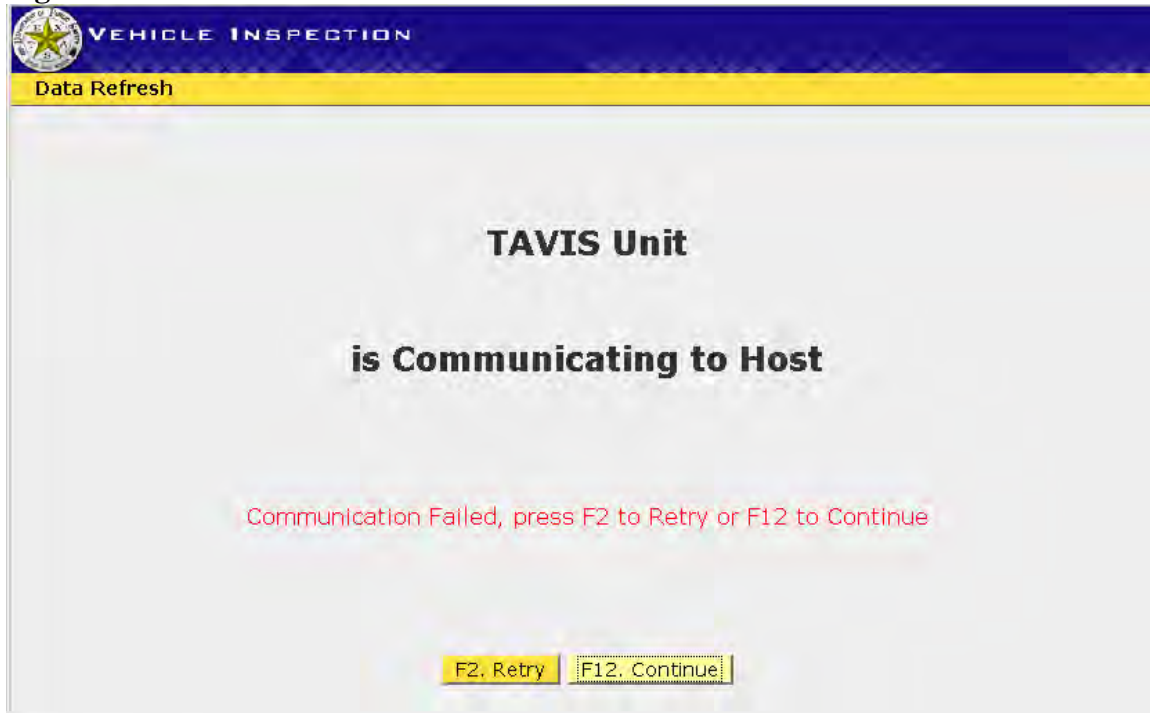 VEHICLE INSPECTION
Data Refresh
TAVIS Unit
is Communicating to Host
Communication Failed, press F2 to Retry or F12 to Continue
F2. Retry F12. Continue